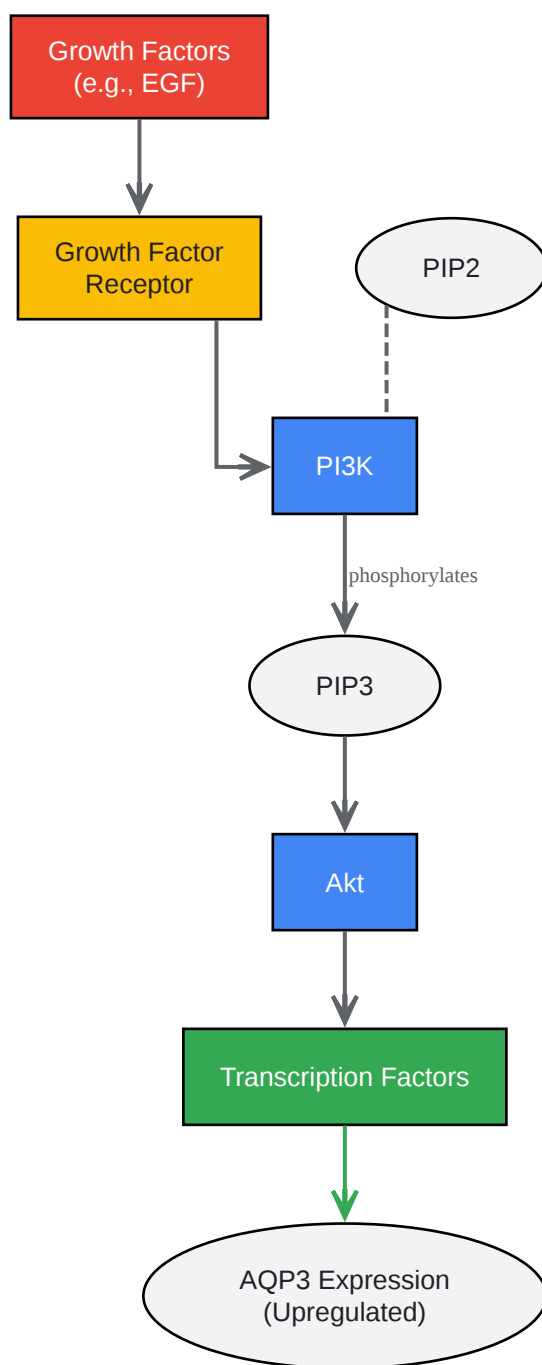 Growth Factors
(e.g., EGF)
Growth Factor
Receptor
PIP2
PI3K
phosphorylates
PIP3
Akt
Transcription Factors
AQP3 Expression
(Upregulated)